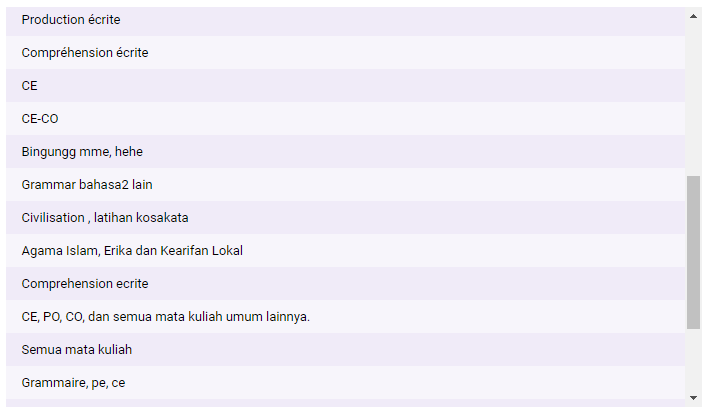 Production écrite
Compréhension écrite
CE
CE-CO
Bingungg mme, hehe
Grammar bahasa2 lain
Civilisation , latihan kosakata
Agama Islam, Erika dan Kearifan Lokal
Comprehension ecrite
CE, PO, CO, dan semua mata kuliah umum lainnya.
Semua mata kuliah
Grammaire, pe, ce